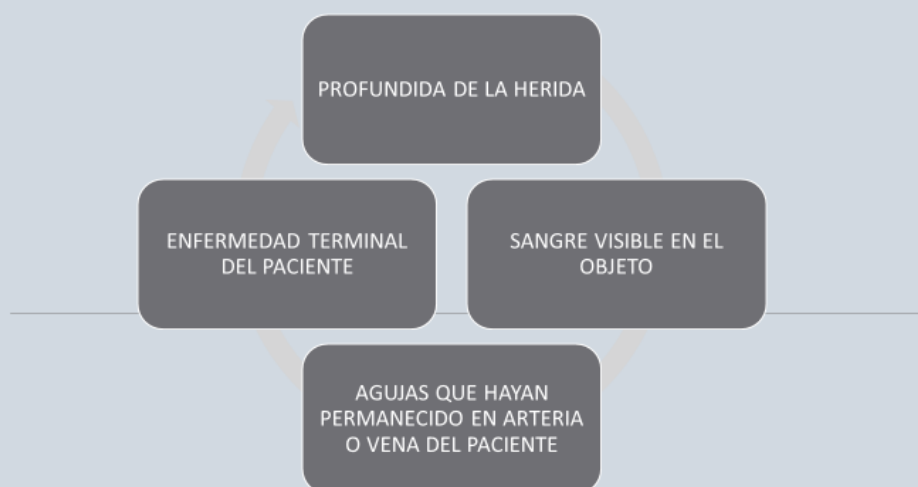 PROFUNDIDA DE LA HERIDA
SANGRE VISIBLE EN EL
OBJETO
AGUJAS QUE HAYAN
PERMANECIDO EN ARTERIA
O VENA DEL PACIENTE
ENFERMEDAD TERMINAL
DEL PACIENTE